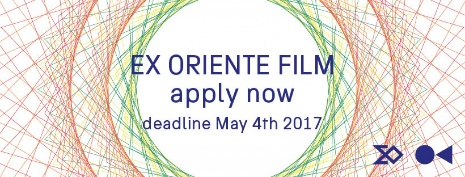 EX ORIENTE FILM
apply now
deadline May 4th 2017